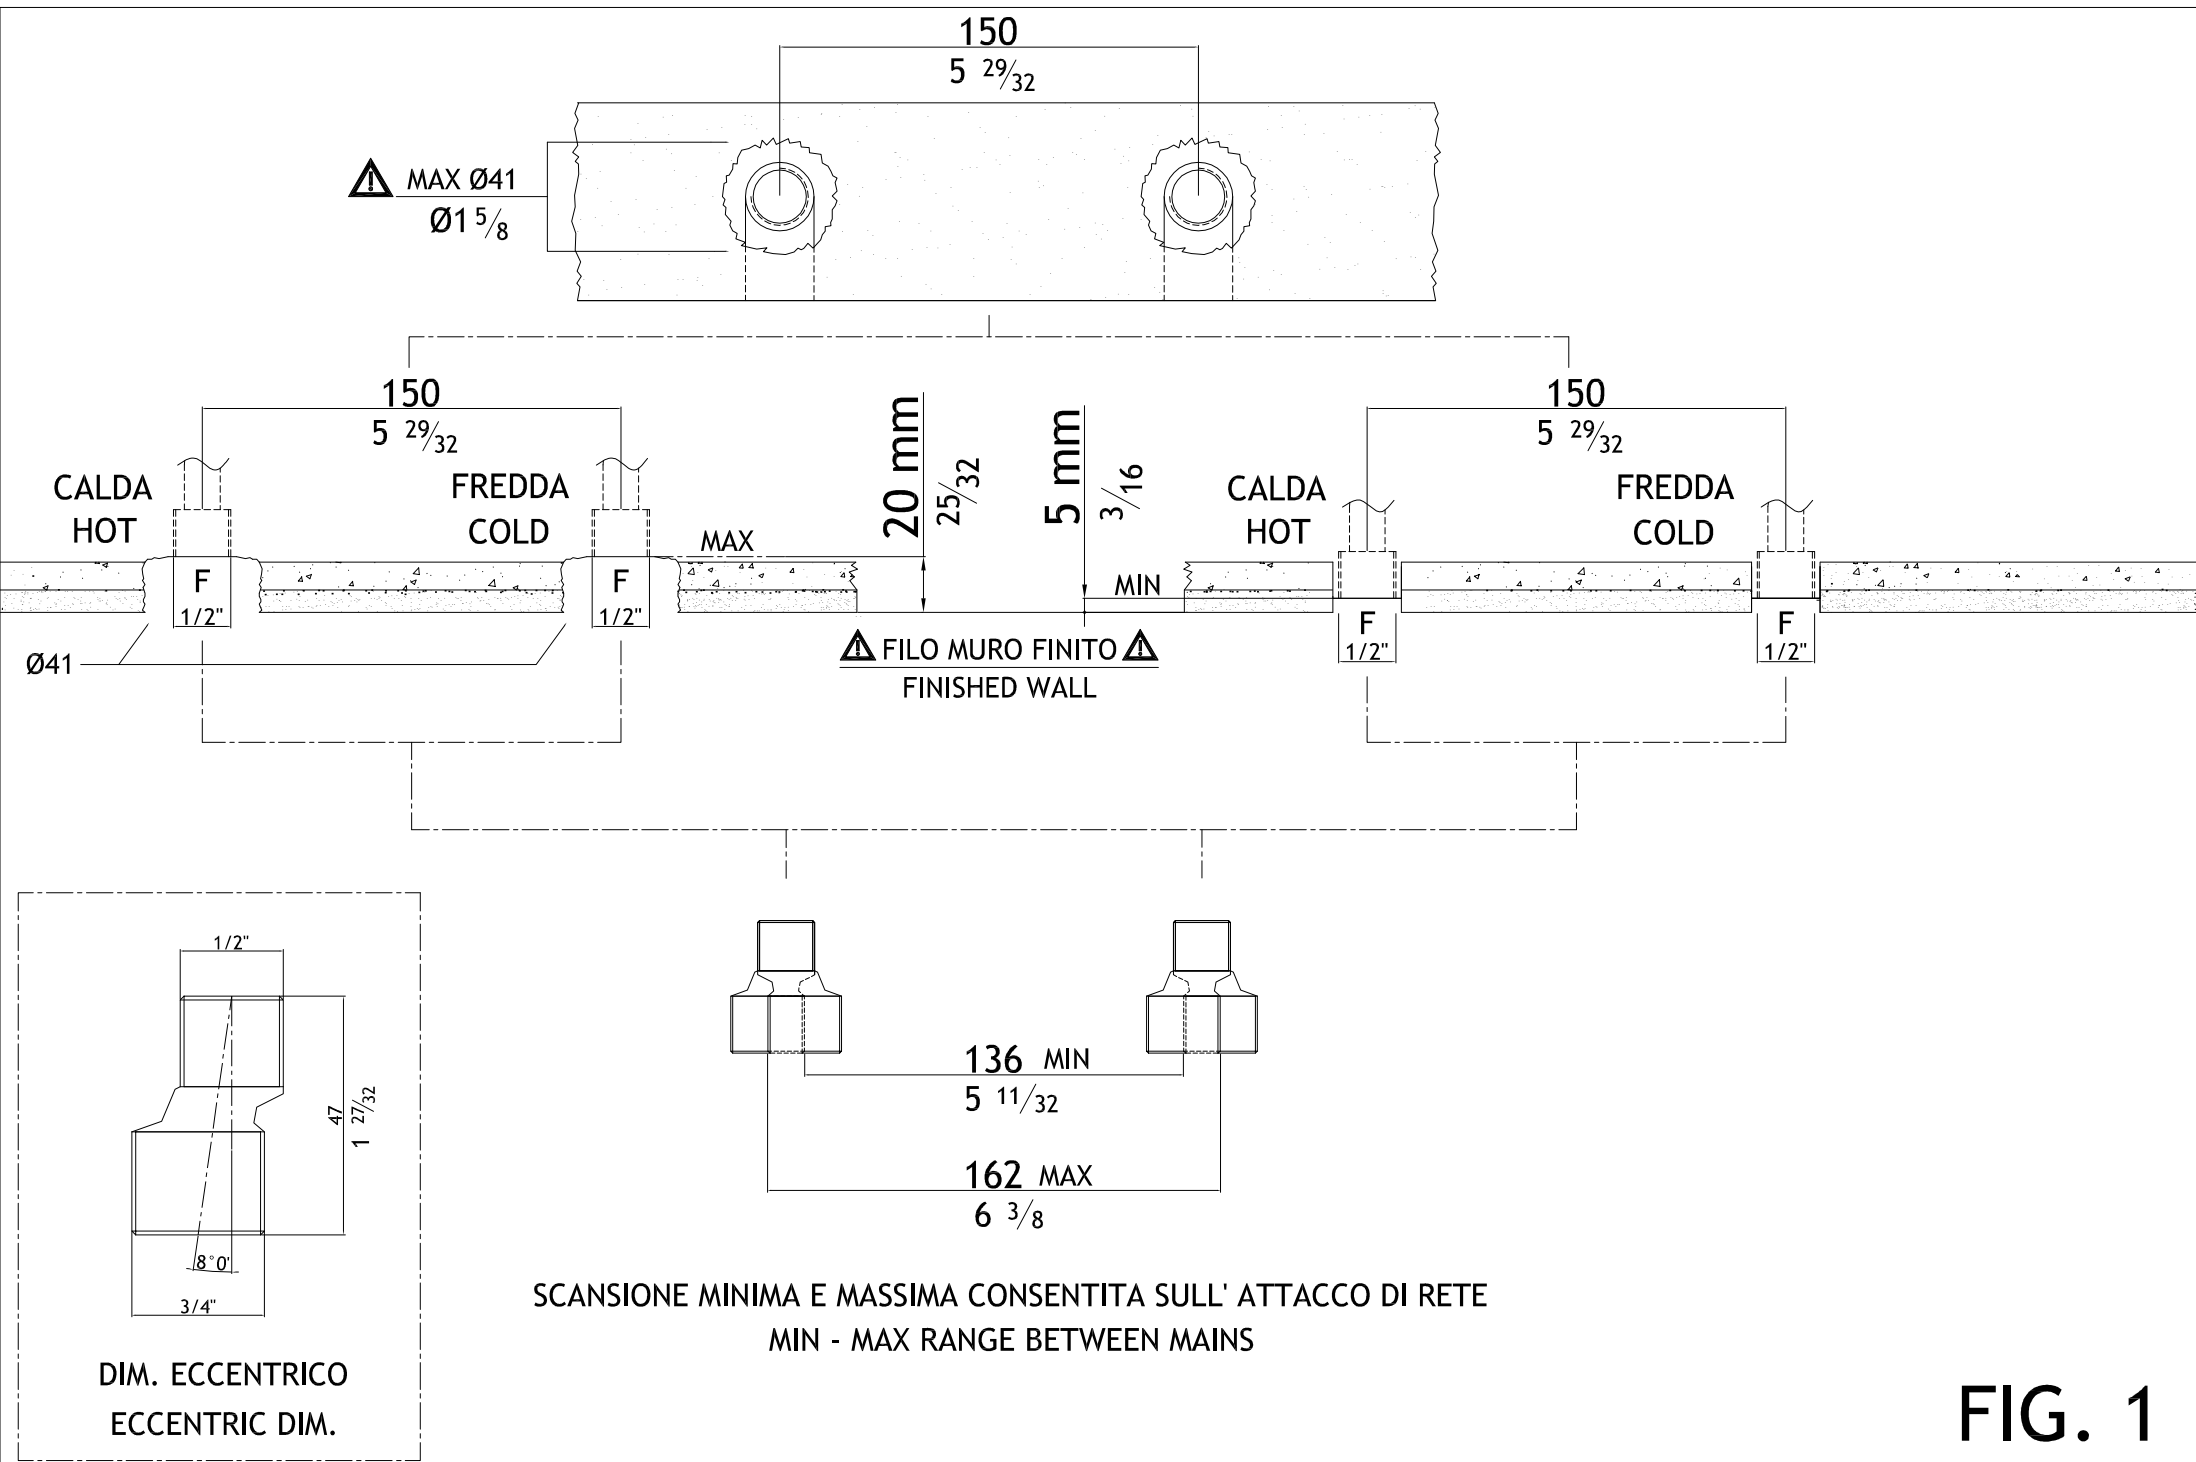 150
5 29/32
⚠ MAX Ø41
Ø1 5/8
150
5 29/32
CALDA
HOT
FREDDA
COLD
MAX
20 mm
25/32
5 mm
3/16
MIN
150
5 29/32
CALDA
HOT
FREDDA
COLD
F
1/2"
F
1/2"
F
1/2"
F
1/2"
Ø41
⚠ FILO MURO FINITO ⚠
FINISHED WALL
1/2"
47
1 27/32
8°0'
3/4"
DIM. ECCENTRICO
ECCENTRIC DIM.
136 MIN
5 11/32
162 MAX
6 3/8
SCANSIONE MINIMA E MASSIMA CONSENTITA SULL' ATTACCO DI RETE
MIN - MAX RANGE BETWEEN MAINS
FIG. 1